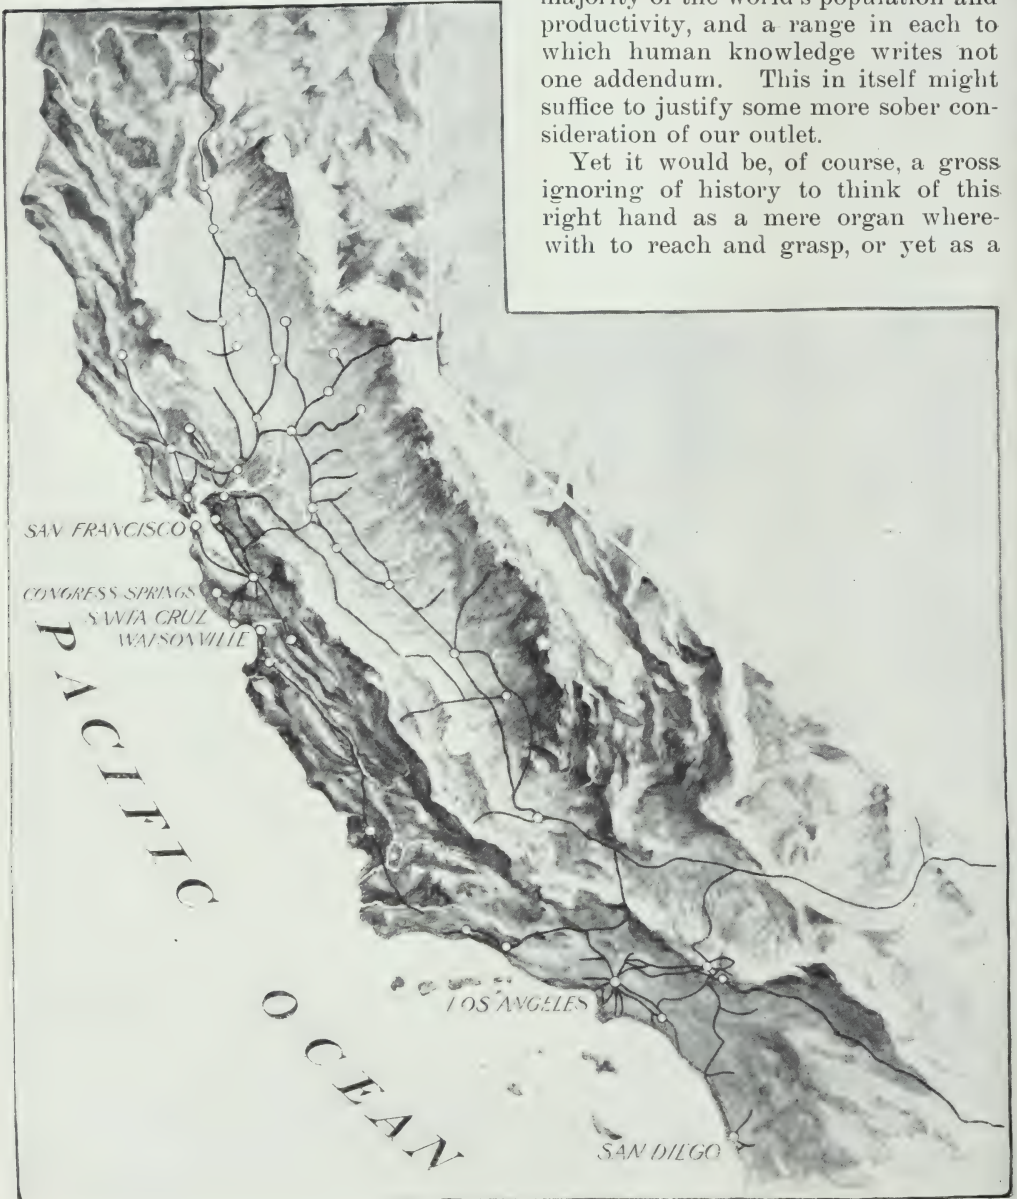 majority of the world's population and
productivity, and a range in each to
which human knowledge writes not
one addendum. This in itself might
suffice to justify some more sober con-
sideration of our outlet.
Yet it would be, of course, a gross
ignoring of history to think of this
right hand as a mere organ where-
with to reach and grasp, or yet as a
SAN FRANCISCO
CONGRESS SPRINGS
SANTA CRUZ
WATSONVILLE
PACIFIC OCEAN
LOS ANGELES
SAN DIEGO